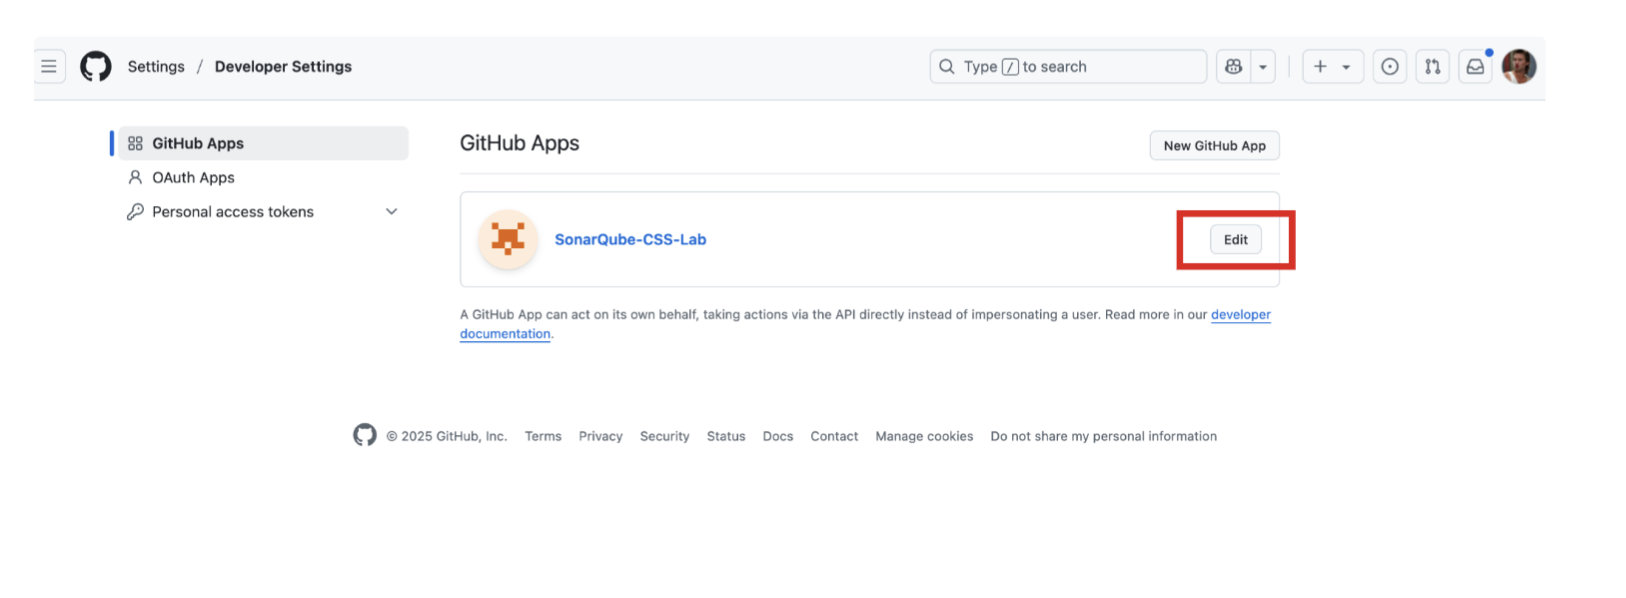 Settings / Developer Settings
Type / to search
GitHub Apps
OAuth Apps
Personal access tokens
GitHub Apps
New GitHub App
SonarQube-CSS-Lab
Edit
A GitHub App can act on its own behalf, taking actions via the API directly instead of impersonating a user. Read more in our developer
documentation.
© 2025 GitHub, Inc. Terms Privacy Security Status Docs Contact Manage cookies Do not share my personal information